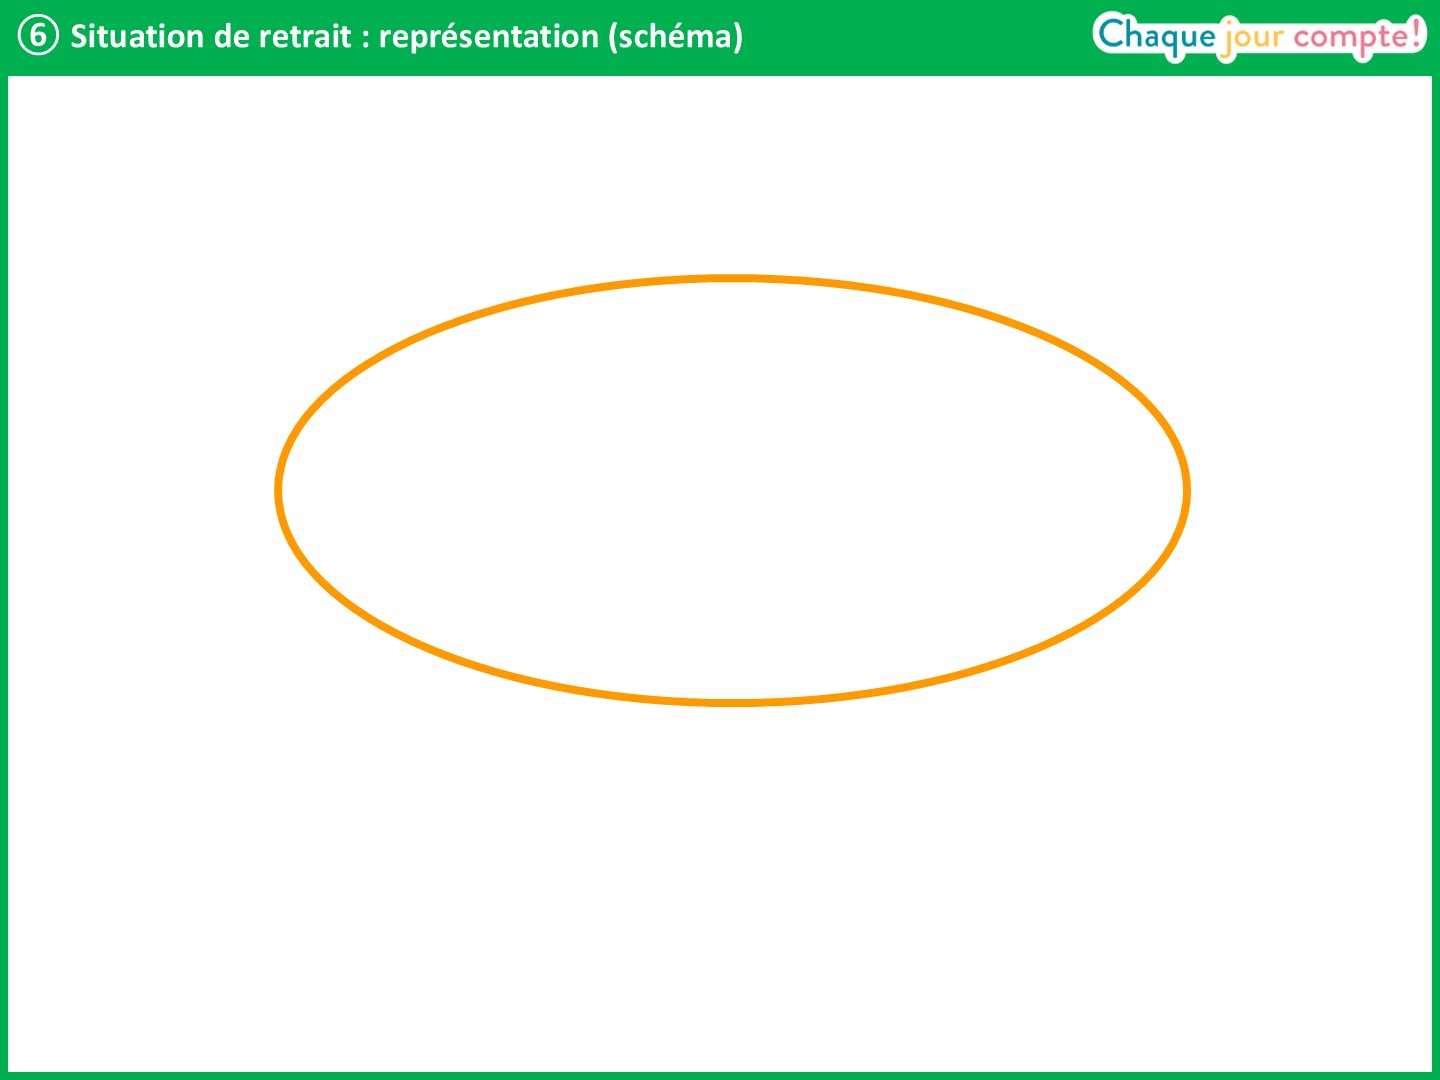 ⑥ Situation de retrait : représentation (schéma)
Chaque jour compte!